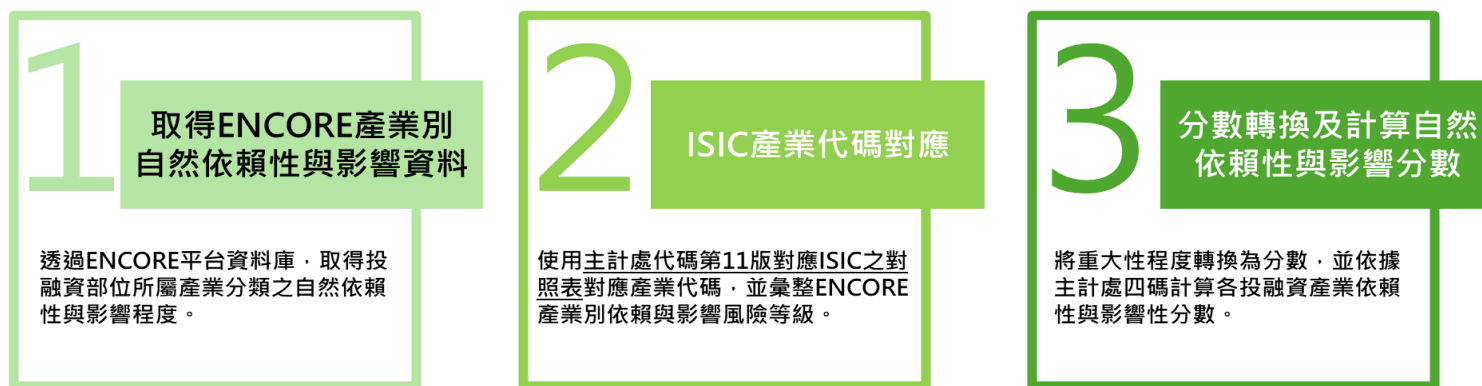 1
取得ENCORE產業別
自然依賴性與影響資料
透過ENCORE平台資料庫，取得投
融資部位所屬產業分類之自然依賴
性與影響程度。
2
ISIC產業代碼對應
使用主計處代碼第11版對應ISIC之對
照表對應產業代碼，並彙整ENCORE
產業別依賴與影響風險等級。
3
分數轉換及計算自然
依賴性與影響分數
將重大性程度轉換為分數，並依據
主計處四碼計算各投融資產業依賴
性與影響性分數。